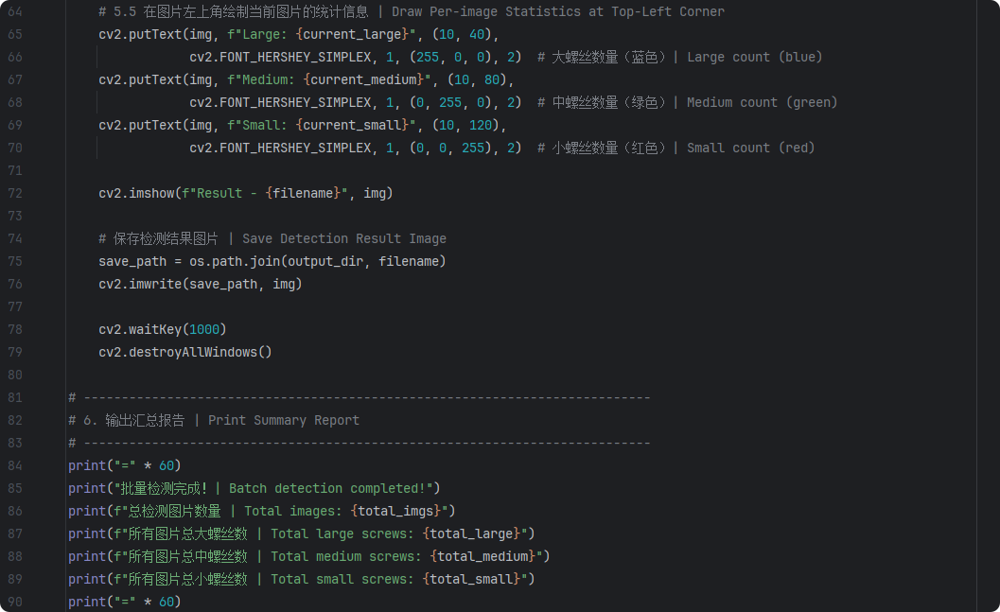 64 # 5.5 在图片左上角绘制当前图片的统计信息 | Draw Per-image Statistics at Top-Left Corner
65 cv2.putText(img, f"Large: {current_large}", (10, 40),
66 cv2.FONT_HERSHEY_SIMPLEX, 1, (255, 0, 0), 2)  # 大螺丝数量（蓝色）| Large count (blue)
67 cv2.putText(img, f"Medium: {current_medium}", (10, 80),
68 cv2.FONT_HERSHEY_SIMPLEX, 1, (0, 255, 0), 2)  # 中螺丝数量（绿色）| Medium count (green)
69 cv2.putText(img, f"Small: {current_small}", (10, 120),
70 cv2.FONT_HERSHEY_SIMPLEX, 1, (0, 0, 255), 2)  # 小螺丝数量（红色）| Small count (red)
71
72 cv2.imshow(f"Result - {filename}", img)
73
74 # 保存检测结果图片 | Save Detection Result Image
75 save_path = os.path.join(output_dir, filename)
76 cv2.imwrite(save_path, img)
77
78 cv2.waitKey(1000)
79 cv2.destroyAllWindows()
80
81 # ---------------------------------------------------------------------------
82 # 6. 输出汇总报告 | Print Summary Report
83 # ---------------------------------------------------------------------------
84 print("=" * 60)
85 print("批量检测完成! | Batch detection completed!")
86 print(f"总检测图片数量 | Total images: {total_imgs}")
87 print(f"所有图片总大螺丝数 | Total large screws: {total_large}")
88 print(f"所有图片总中螺丝数 | Total medium screws: {total_medium}")
89 print(f"所有图片总小螺丝数 | Total small screws: {total_small}")
90 print("=" * 60)